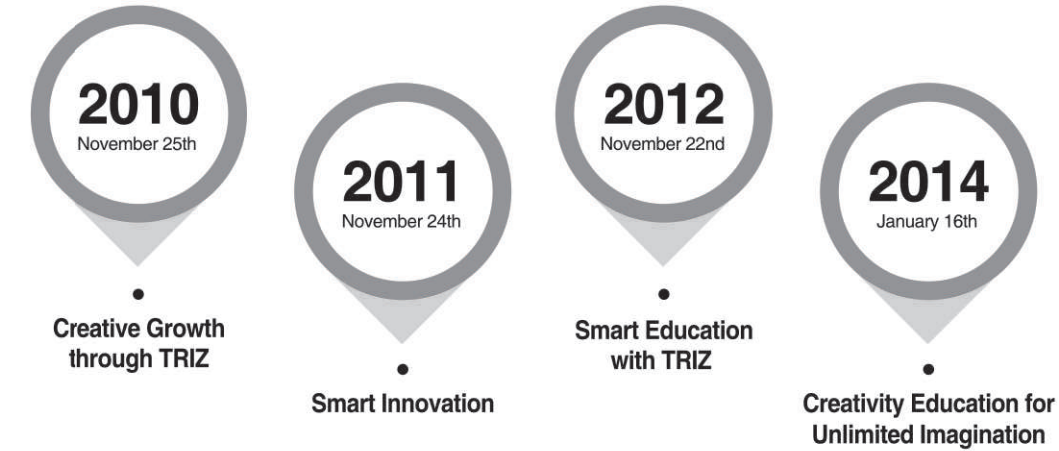 2010
November 25th
Creative Growth
through TRIZ
2011
November 24th
Smart Innovation
2012
November 22nd
Smart Education
with TRIZ
2014
January 16th
Creativity Education for
Unlimited Imagination